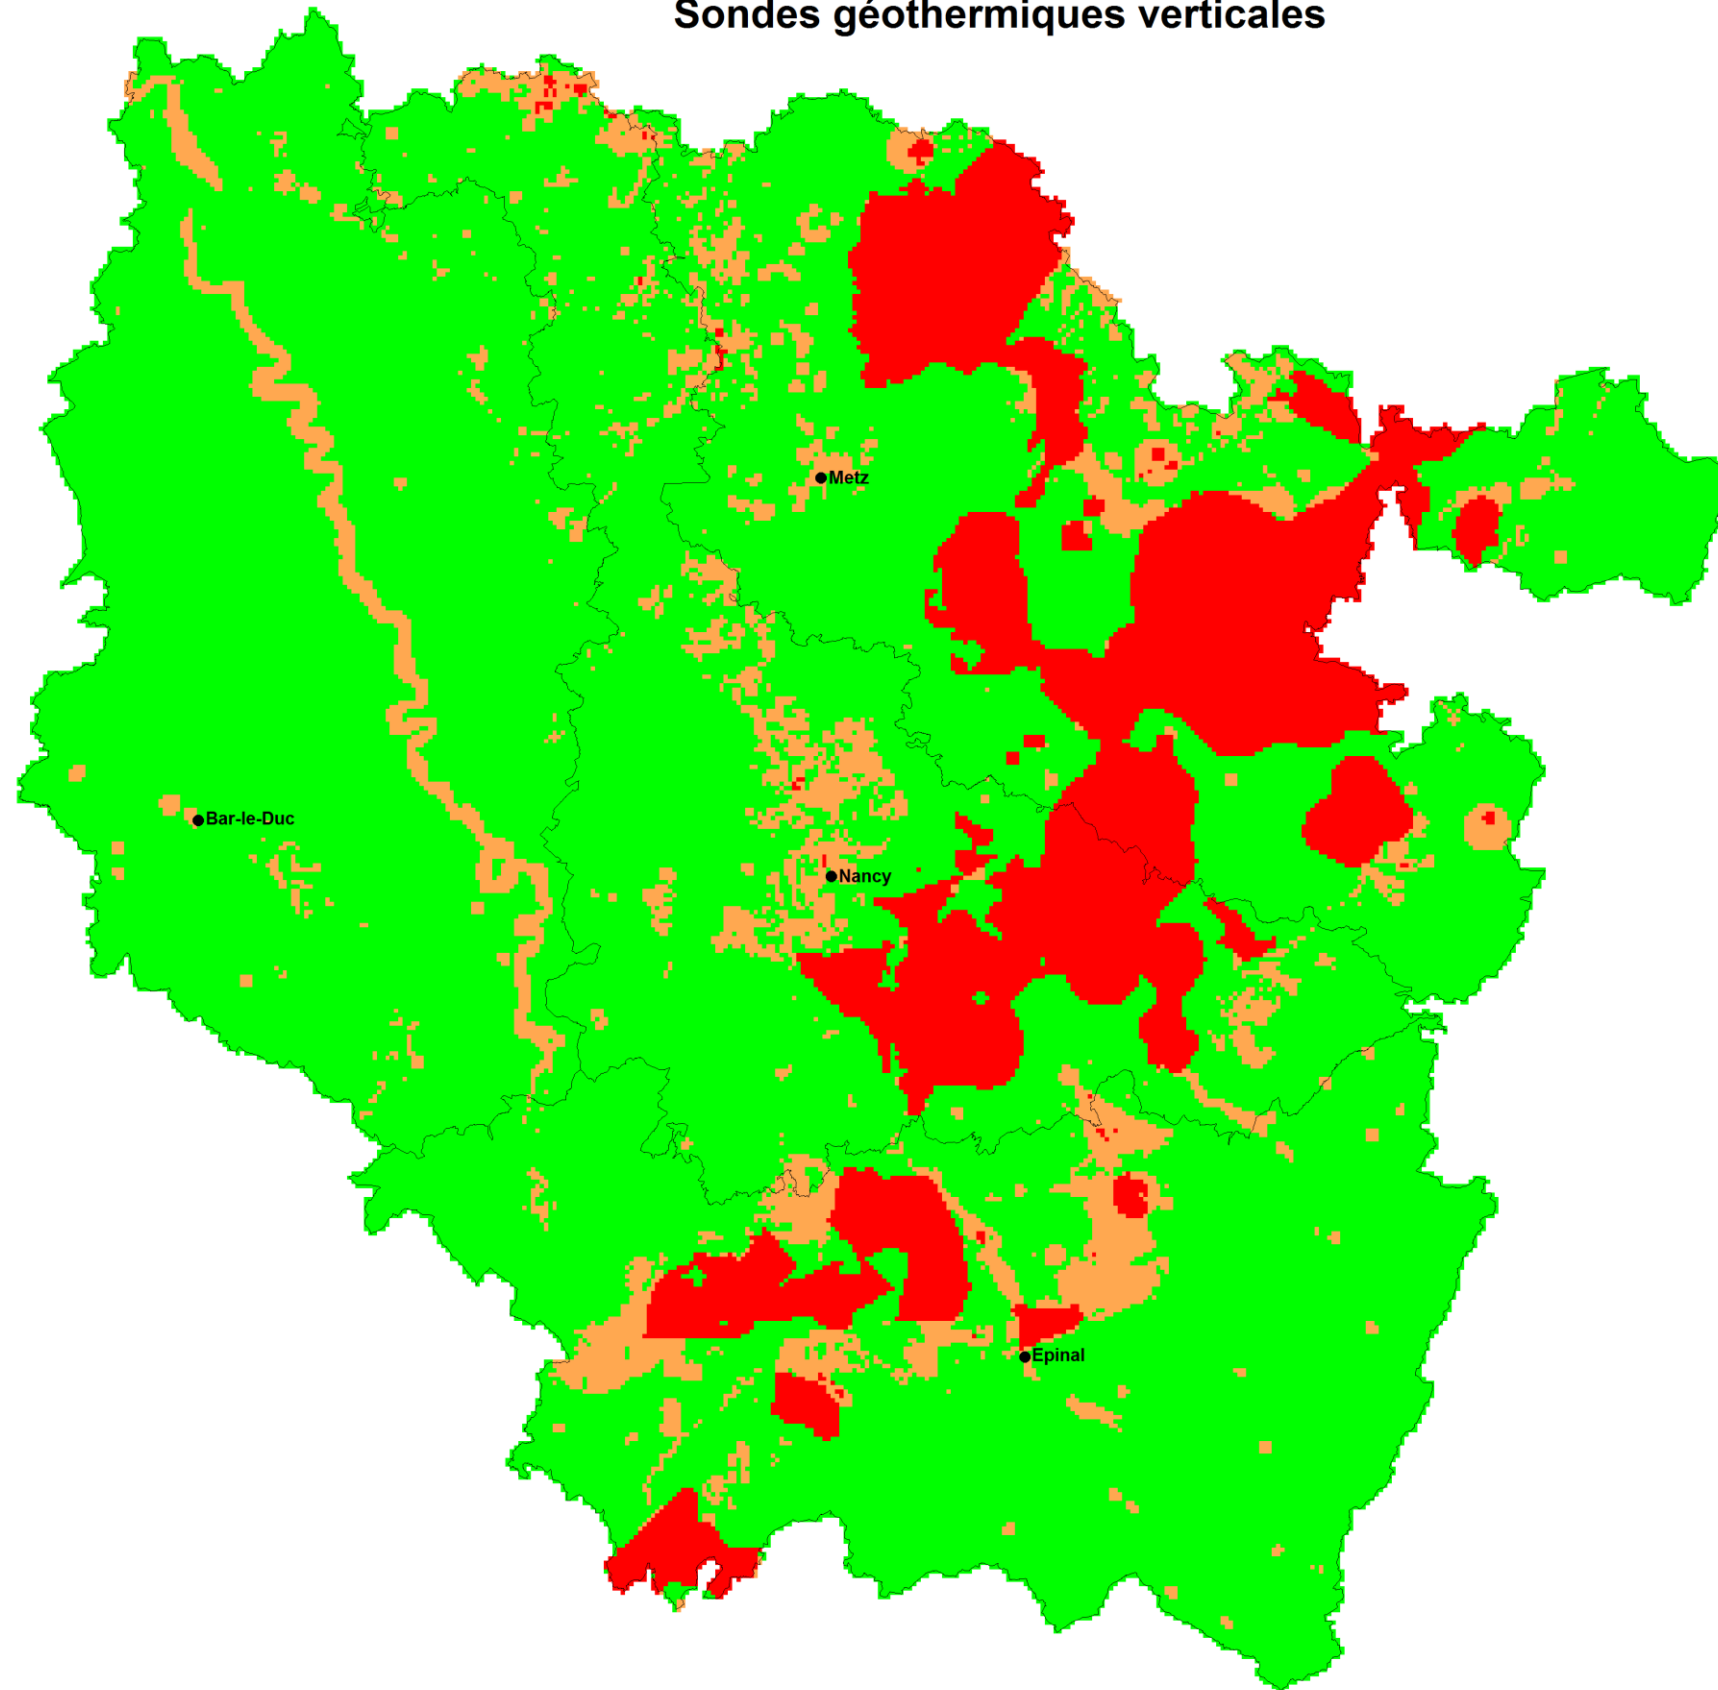 Sondes géothermiques verticales
Metz
Bar-le-Duc
Nancy
Epinal